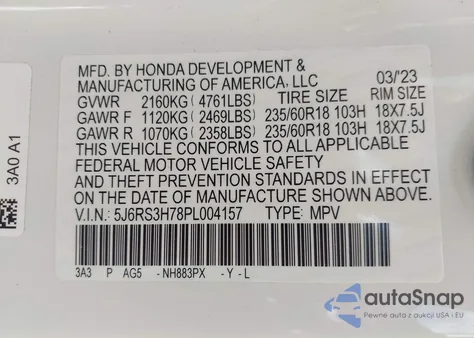 MFD. BY HONDA DEVELOPMENT &
MANUFACTURING OF AMERICA, LLC 03/'23
GVWR 2160KG (4761LBS) TIRE SIZE RIM SIZE
GAWR F 1120KG (2469LBS) 235/60R18 103H 18X7.5J
GAWR R 1070KG (2358LBS) 235/60R18 103H 18X7.5J
THIS VEHICLE CONFORMS TO ALL APPLICABLE
FEDERAL MOTOR VEHICLE SAFETY
AND THEFT PREVENTION STANDARDS IN EFFECT
ON THE DATE OF MANUFACTURE SHOWN ABOVE.
V.I.N.: 5J6RS3H78PL004157 TYPE: MPV
3A3 P AG5 - NH883PX - Y - L
3A0 A1
autoSnap
Pewne auta z aukcji USA i EU